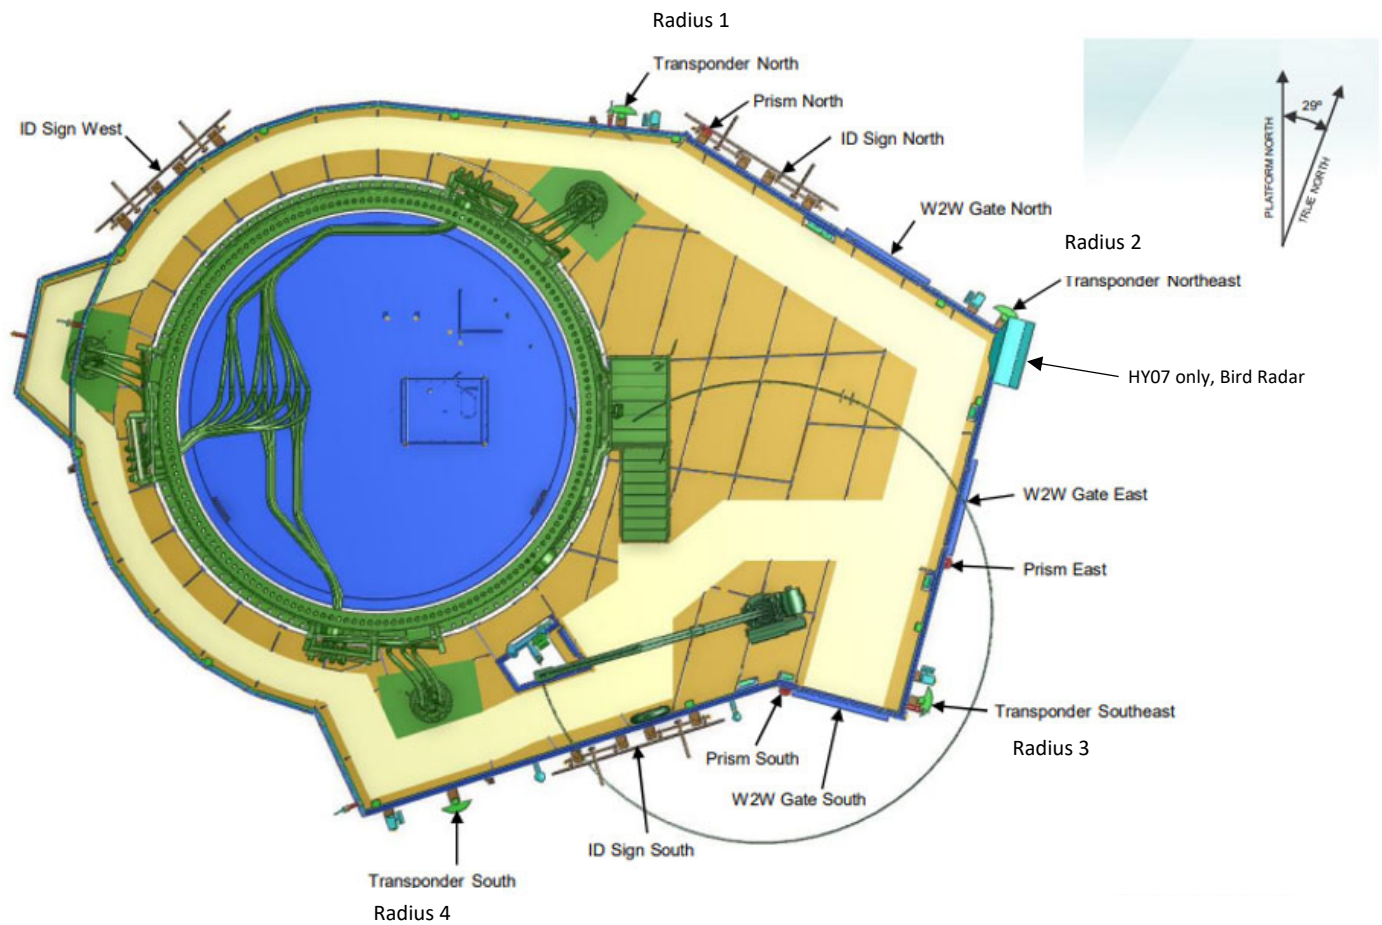 Radius 1
Transponder North
Prism North
ID Sign West
ID Sign North
29°
PLATFORM NORTH
TRUE NORTH
W2W Gate North
Radius 2
Transponder Northeast
HY07 only, Bird Radar
W2W Gate East
Prism East
Transponder Southeast
Radius 3
Prism South
W2W Gate South
ID Sign South
Transponder South
Radius 4